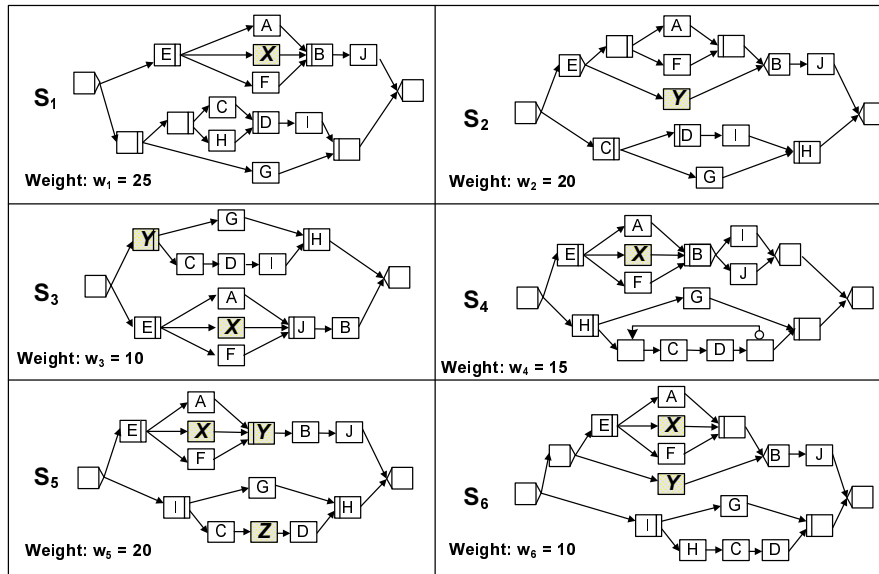 S1
E
A
X
F
B
J
C
H
D
I
G
Weight: w1 = 25
S2
E
A
F
Y
B
J
C
D
I
G
H
Weight: w2 = 20
S3
Y
G
C
D
I
H
E
A
X
F
J
B
Weight: w3 = 10
S4
E
A
X
F
B
I
J
H
G
C
D
Weight: w4 = 15
S5
E
A
X
F
Y
B
J
I
G
C
Z
D
H
Weight: w5 = 20
S6
E
A
X
F
Y
B
J
I
G
H
C
D
Weight: w6 = 10